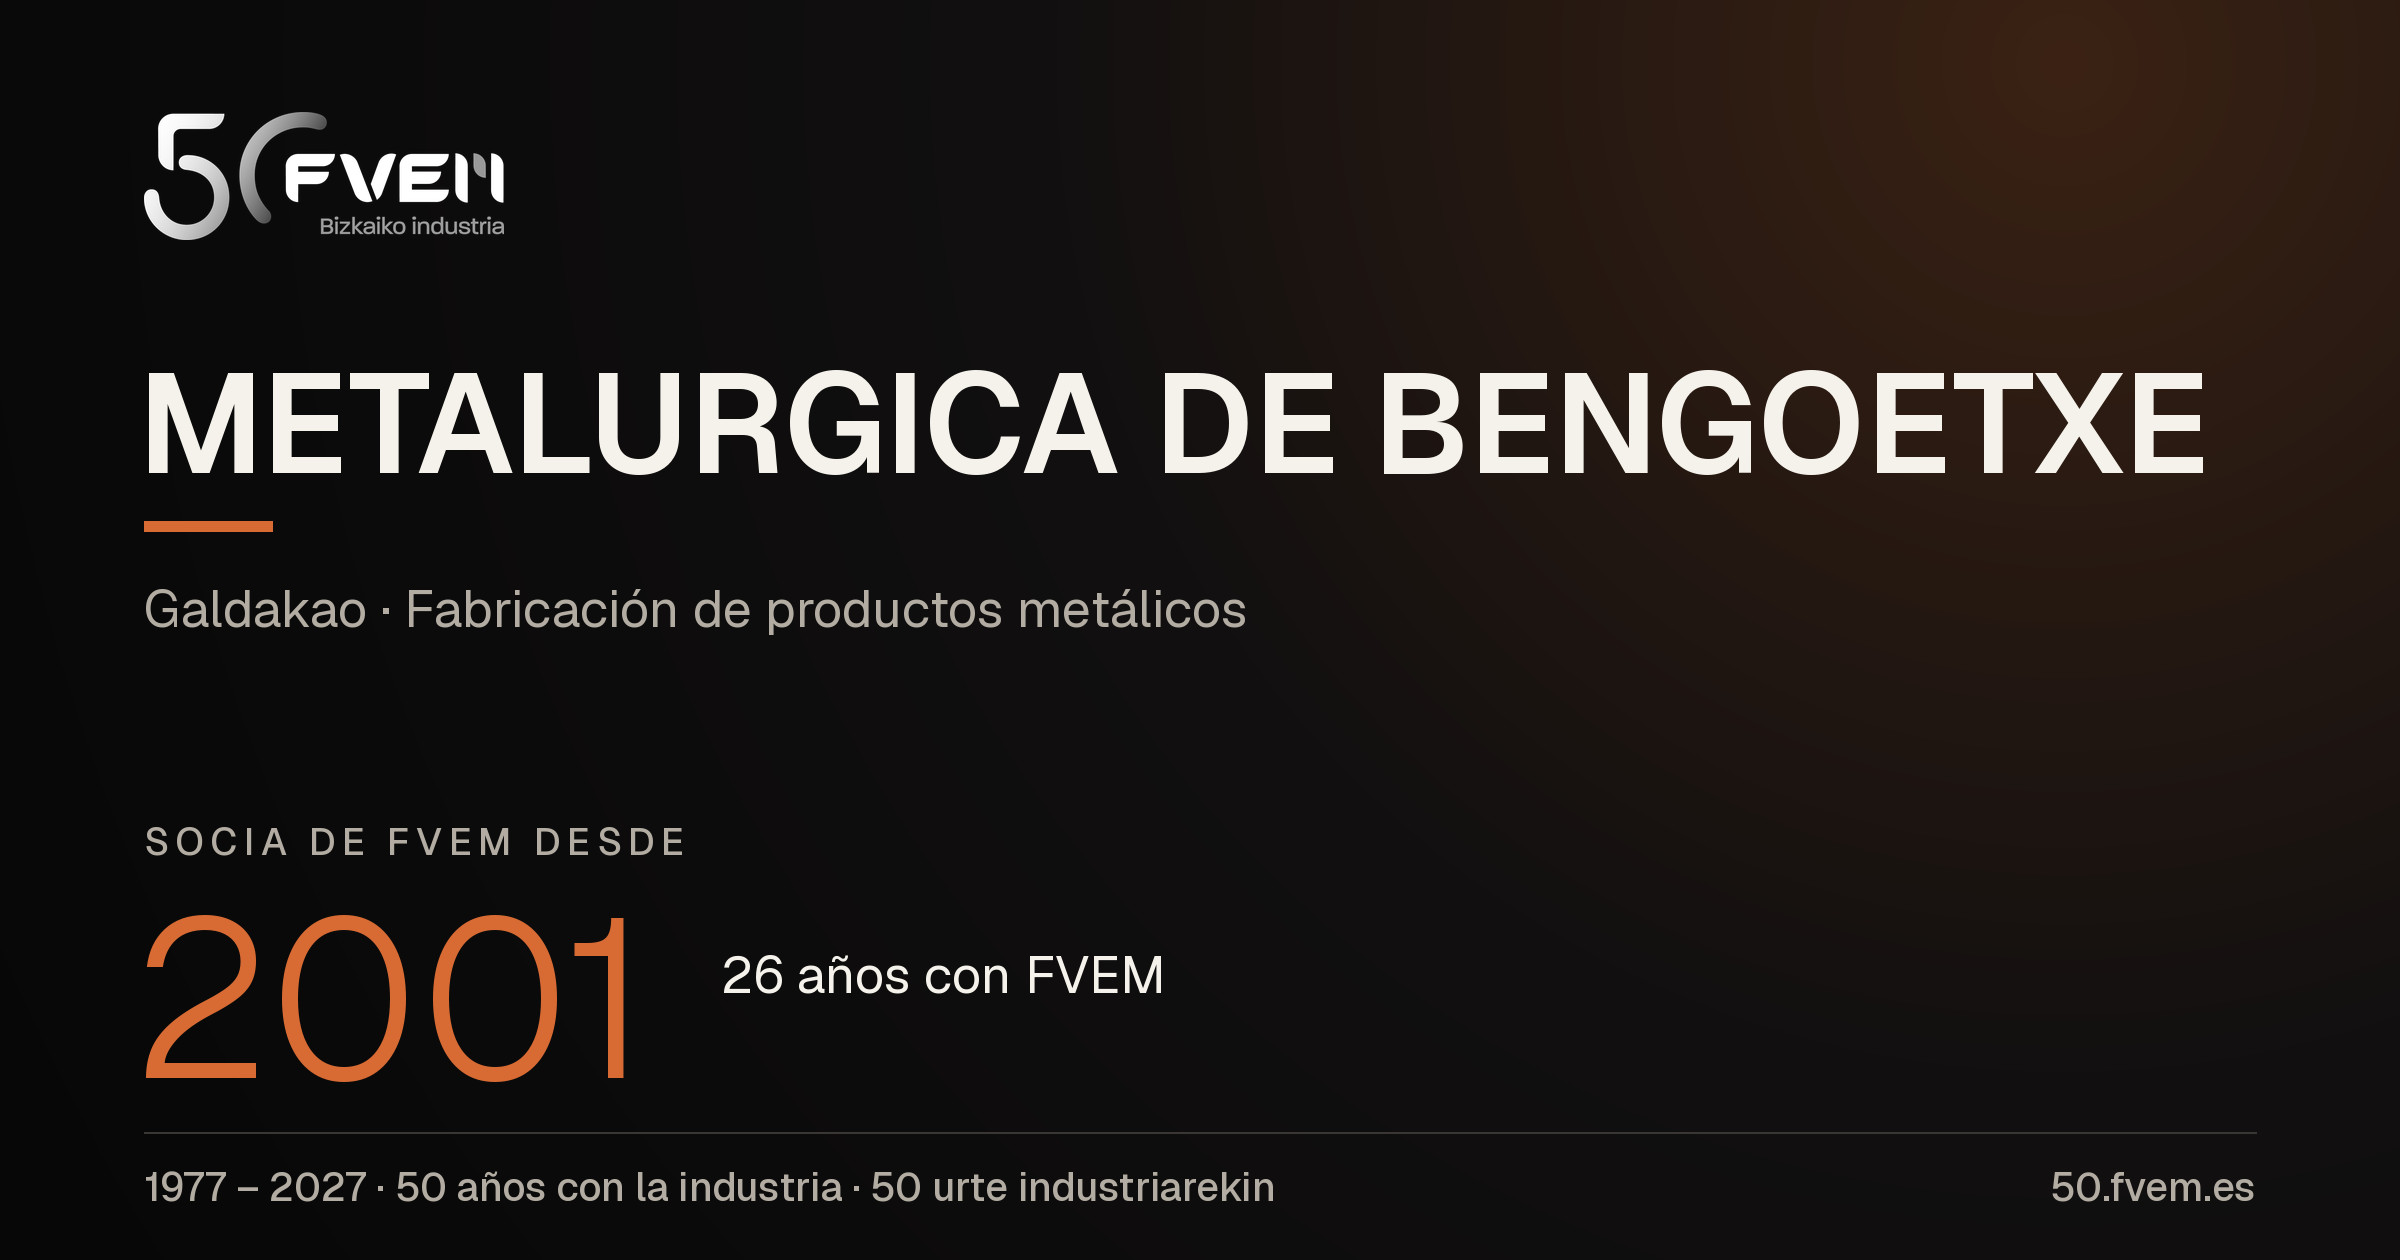 50 FVEM
Bizkaiko industria
METALURGICA DE BENGOETXE
Galdakao · Fabricación de productos metálicos
SOCIA DE FVEM DESDE
2001
26 años con FVEM
1977 – 2027 · 50 años con la industria · 50 urte industriarekin
50.fvem.es